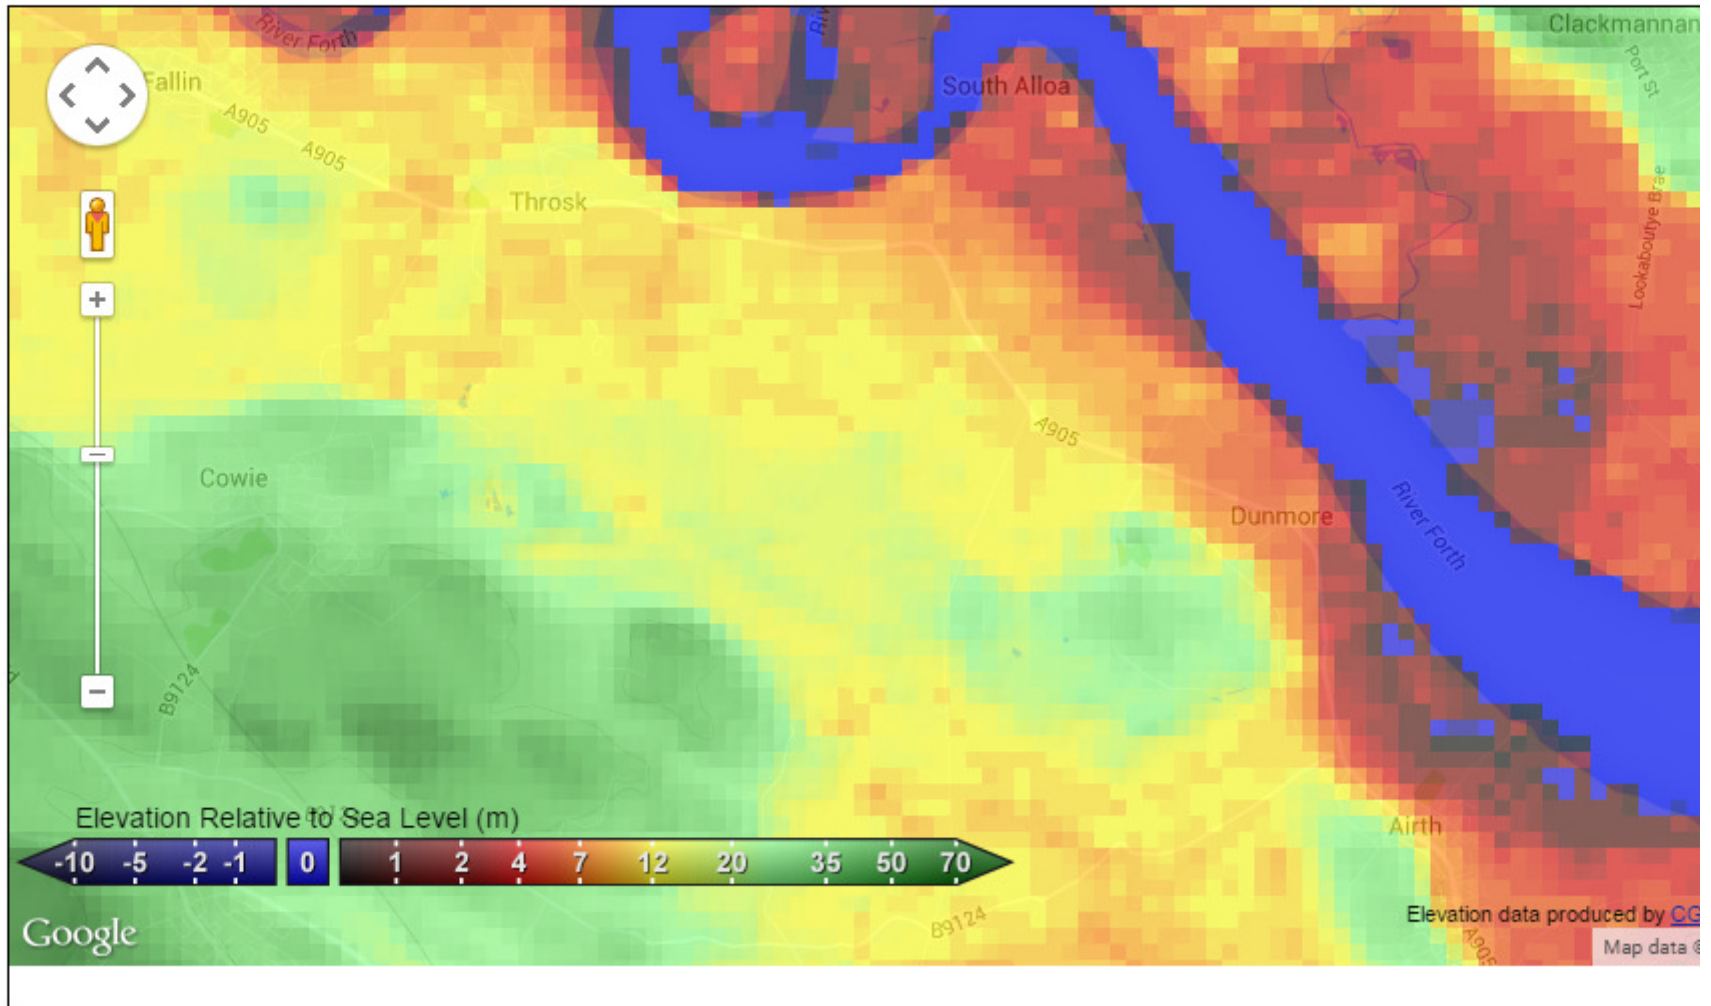 River Forth
Riv
Clackmannan
Port St
Fallin
South Alloa
A905
A905
Throsk
Lookaboutye Brae
A905
Cowie
Dunmore
River Forth
B9124
Elevation Relative to Sea Level (m)
-10 -5 -2 -1 0 1 2 4 7 12 20 35 50 70
Airth
B9124
Elevation data produced by CG
A905
Google
Map data ©